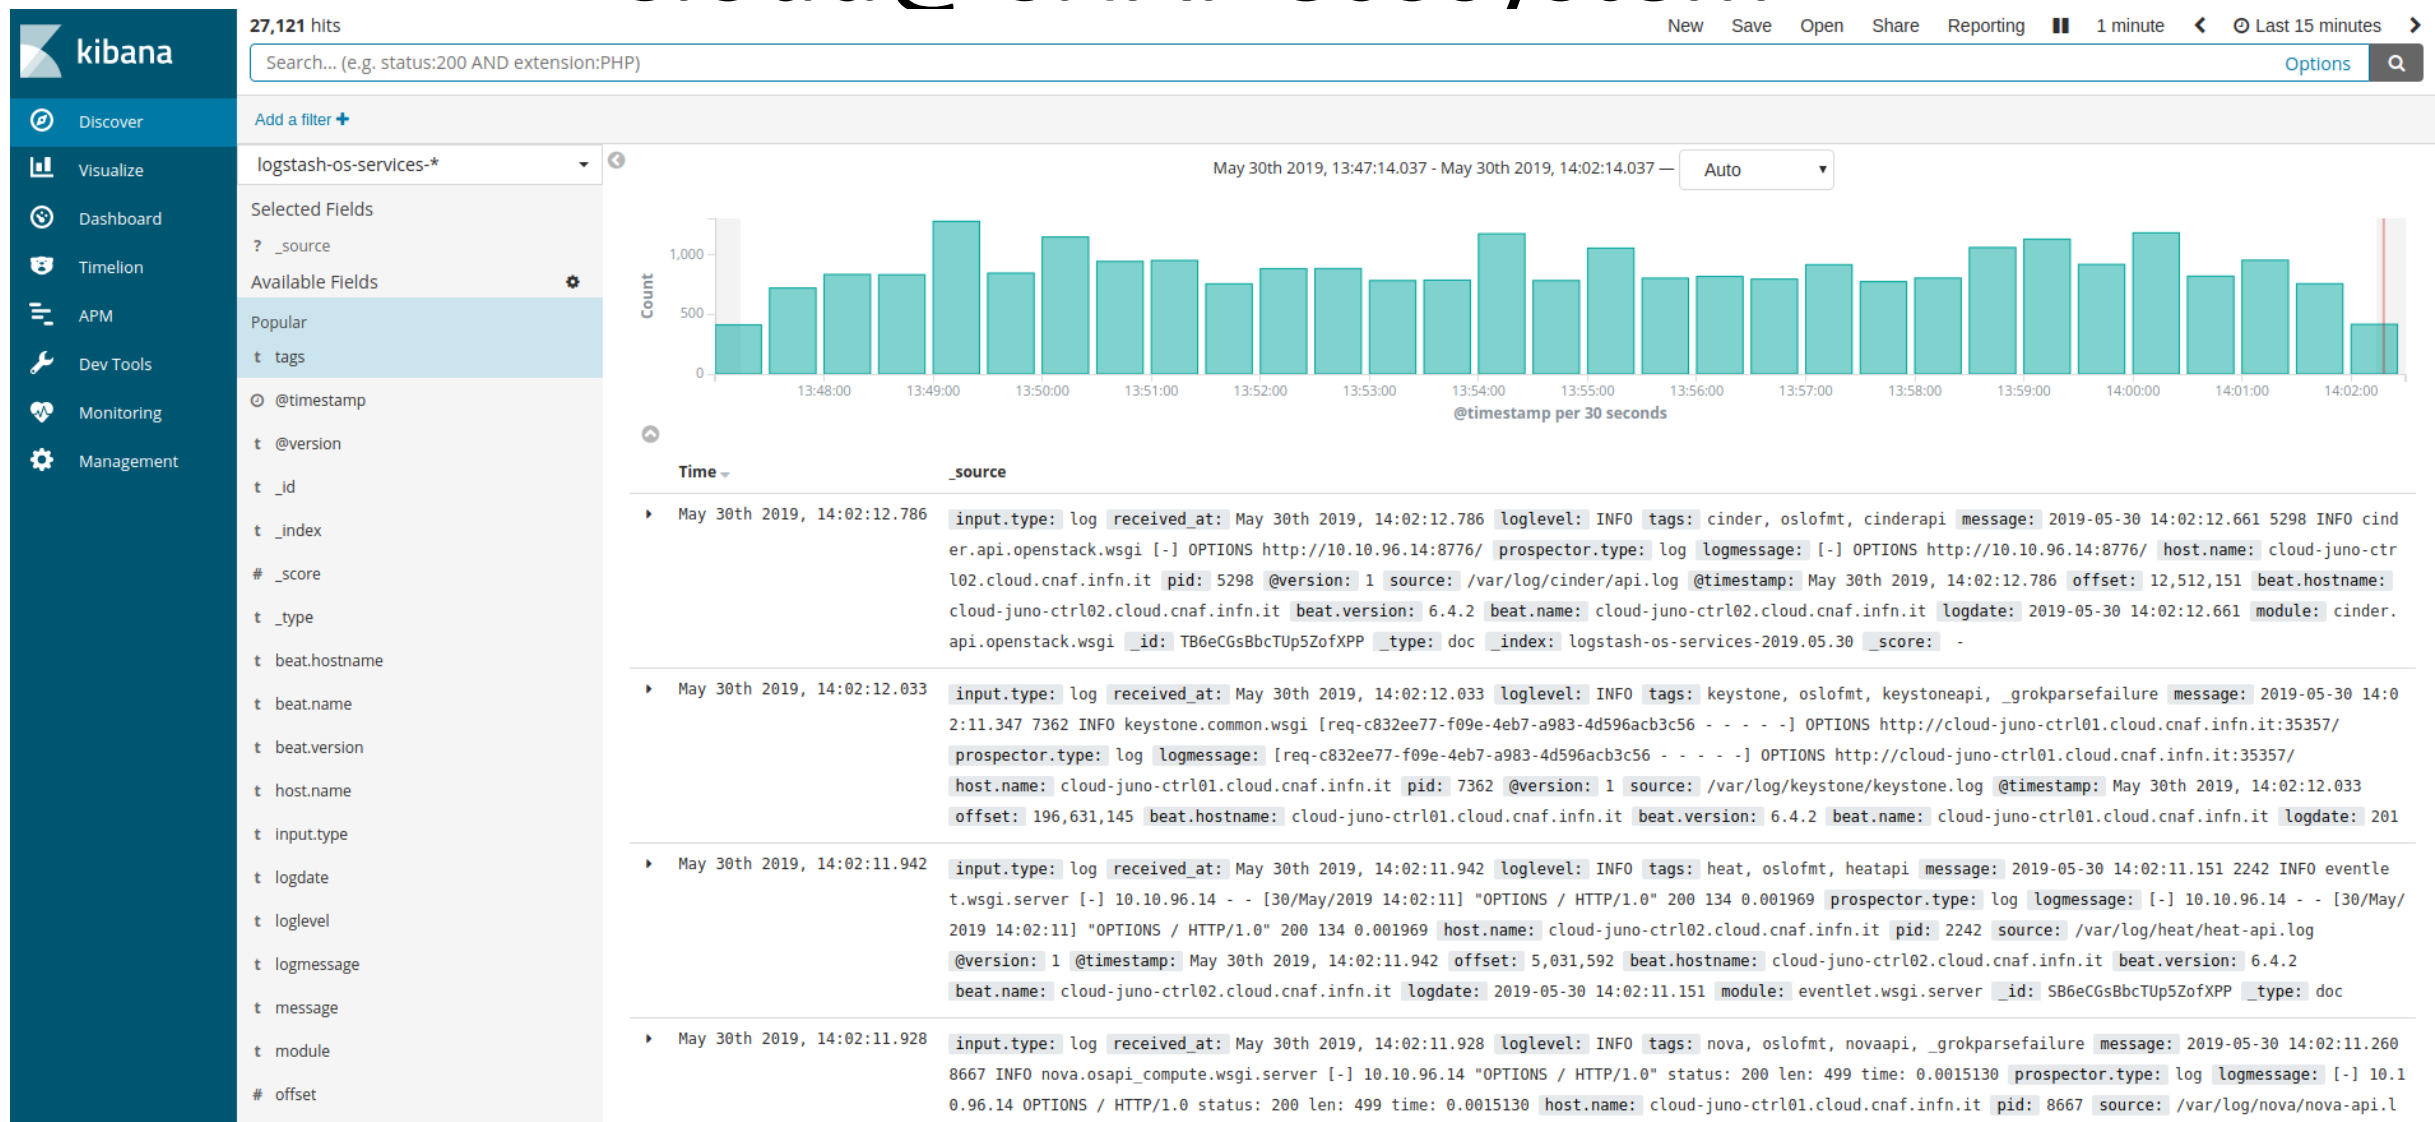 27,121 hits
New Save Open Share Reporting 1 minute Last 15 minutes
kibana
Search... (e.g. status:200 AND extension:PHP) Options
Discover
Visualize
Dashboard
Timelion
APM
Dev Tools
Monitoring
Management
Add a filter
logstash-os-services-*
Selected Fields
? _source
Available Fields
Popular
t tags
@timestamp
t @version
t _id
t _index
# _score
t _type
t beat.hostname
t beat.name
t beat.version
t host.name
t input.type
t logdate
t loglevel
t logmessage
t message
t module
# offset
May 30th 2019, 13:47:14.037 - May 30th 2019, 14:02:14.037 — Auto
Count
1,000
500
0
13:48:00 13:49:00 13:50:00 13:51:00 13:52:00 13:53:00 13:54:00 13:55:00 13:56:00 13:57:00 13:58:00 13:59:00 14:00:00 14:01:00 14:02:00
@timestamp per 30 seconds
Time _source
May 30th 2019, 14:02:12.786 input.type: log received_at: May 30th 2019, 14:02:12.786 loglevel: INFO tags: cinder, oslofmt, cinderapi message: 2019-05-30 14:02:12.661 5298 INFO cind
er.api.openstack.wsgi [-] OPTIONS http://10.10.96.14:8776/ prospector.type: log logmessage: [-] OPTIONS http://10.10.96.14:8776/ host.name: cloud-juno-ctr
l02.cloud.cnaf.infn.it pid: 5298 @version: 1 source: /var/log/cinder/api.log @timestamp: May 30th 2019, 14:02:12.786 offset: 12,512,151 beat.hostname:
cloud-juno-ctrl02.cloud.cnaf.infn.it beat.version: 6.4.2 beat.name: cloud-juno-ctrl02.cloud.cnaf.infn.it logdate: 2019-05-30 14:02:12.661 module: cinder.
api.openstack.wsgi _id: TB6eCGsBbcTUp5ZofXPP _type: doc _index: logstash-os-services-2019.05.30 _score: -
May 30th 2019, 14:02:12.033 input.type: log received_at: May 30th 2019, 14:02:12.033 loglevel: INFO tags: keystone, oslofmt, keystoneapi, _grokparsefailure message: 2019-05-30 14:0
2:11.347 7362 INFO keystone.common.wsgi [req-c832ee77-f09e-4eb7-a983-4d596acb3c56 - - - - -] OPTIONS http://cloud-juno-ctrl01.cloud.cnaf.infn.it:35357/
prospector.type: log logmessage: [req-c832ee77-f09e-4eb7-a983-4d596acb3c56 - - - - -] OPTIONS http://cloud-juno-ctrl01.cloud.cnaf.infn.it:35357/
host.name: cloud-juno-ctrl01.cloud.cnaf.infn.it pid: 7362 @version: 1 source: /var/log/keystone/keystone.log @timestamp: May 30th 2019, 14:02:12.033
offset: 196,631,145 beat.hostname: cloud-juno-ctrl01.cloud.cnaf.infn.it beat.version: 6.4.2 beat.name: cloud-juno-ctrl01.cloud.cnaf.infn.it logdate: 201
May 30th 2019, 14:02:11.942 input.type: log received_at: May 30th 2019, 14:02:11.942 loglevel: INFO tags: heat, oslofmt, heatapi message: 2019-05-30 14:02:11.151 2242 INFO eventle
t.wsgi.server [-] 10.10.96.14 - - [30/May/2019 14:02:11] "OPTIONS / HTTP/1.0" 200 134 0.001969 prospector.type: log logmessage: [-] 10.10.96.14 - - [30/May/
2019 14:02:11] "OPTIONS / HTTP/1.0" 200 134 0.001969 host.name: cloud-juno-ctrl02.cloud.cnaf.infn.it pid: 2242 source: /var/log/heat/heat-api.log
@version: 1 @timestamp: May 30th 2019, 14:02:11.942 offset: 5,031,592 beat.hostname: cloud-juno-ctrl02.cloud.cnaf.infn.it beat.version: 6.4.2
beat.name: cloud-juno-ctrl02.cloud.cnaf.infn.it logdate: 2019-05-30 14:02:11.151 module: eventlet.wsgi.server _id: SB6eCGsBbcTUp5ZofXPP _type: doc
May 30th 2019, 14:02:11.928 input.type: log received_at: May 30th 2019, 14:02:11.928 loglevel: INFO tags: nova, oslofmt, novaapi, _grokparsefailure message: 2019-05-30 14:02:11.260
8667 INFO nova.osapi_compute.wsgi.server [-] 10.10.96.14 "OPTIONS / HTTP/1.0" status: 200 len: 499 time: 0.0015130 prospector.type: log logmessage: [-] 10.1
0.96.14 OPTIONS / HTTP/1.0 status: 200 len: 499 time: 0.0015130 host.name: cloud-juno-ctrl01.cloud.cnaf.infn.it pid: 8667 source: /var/log/nova/nova-api.l